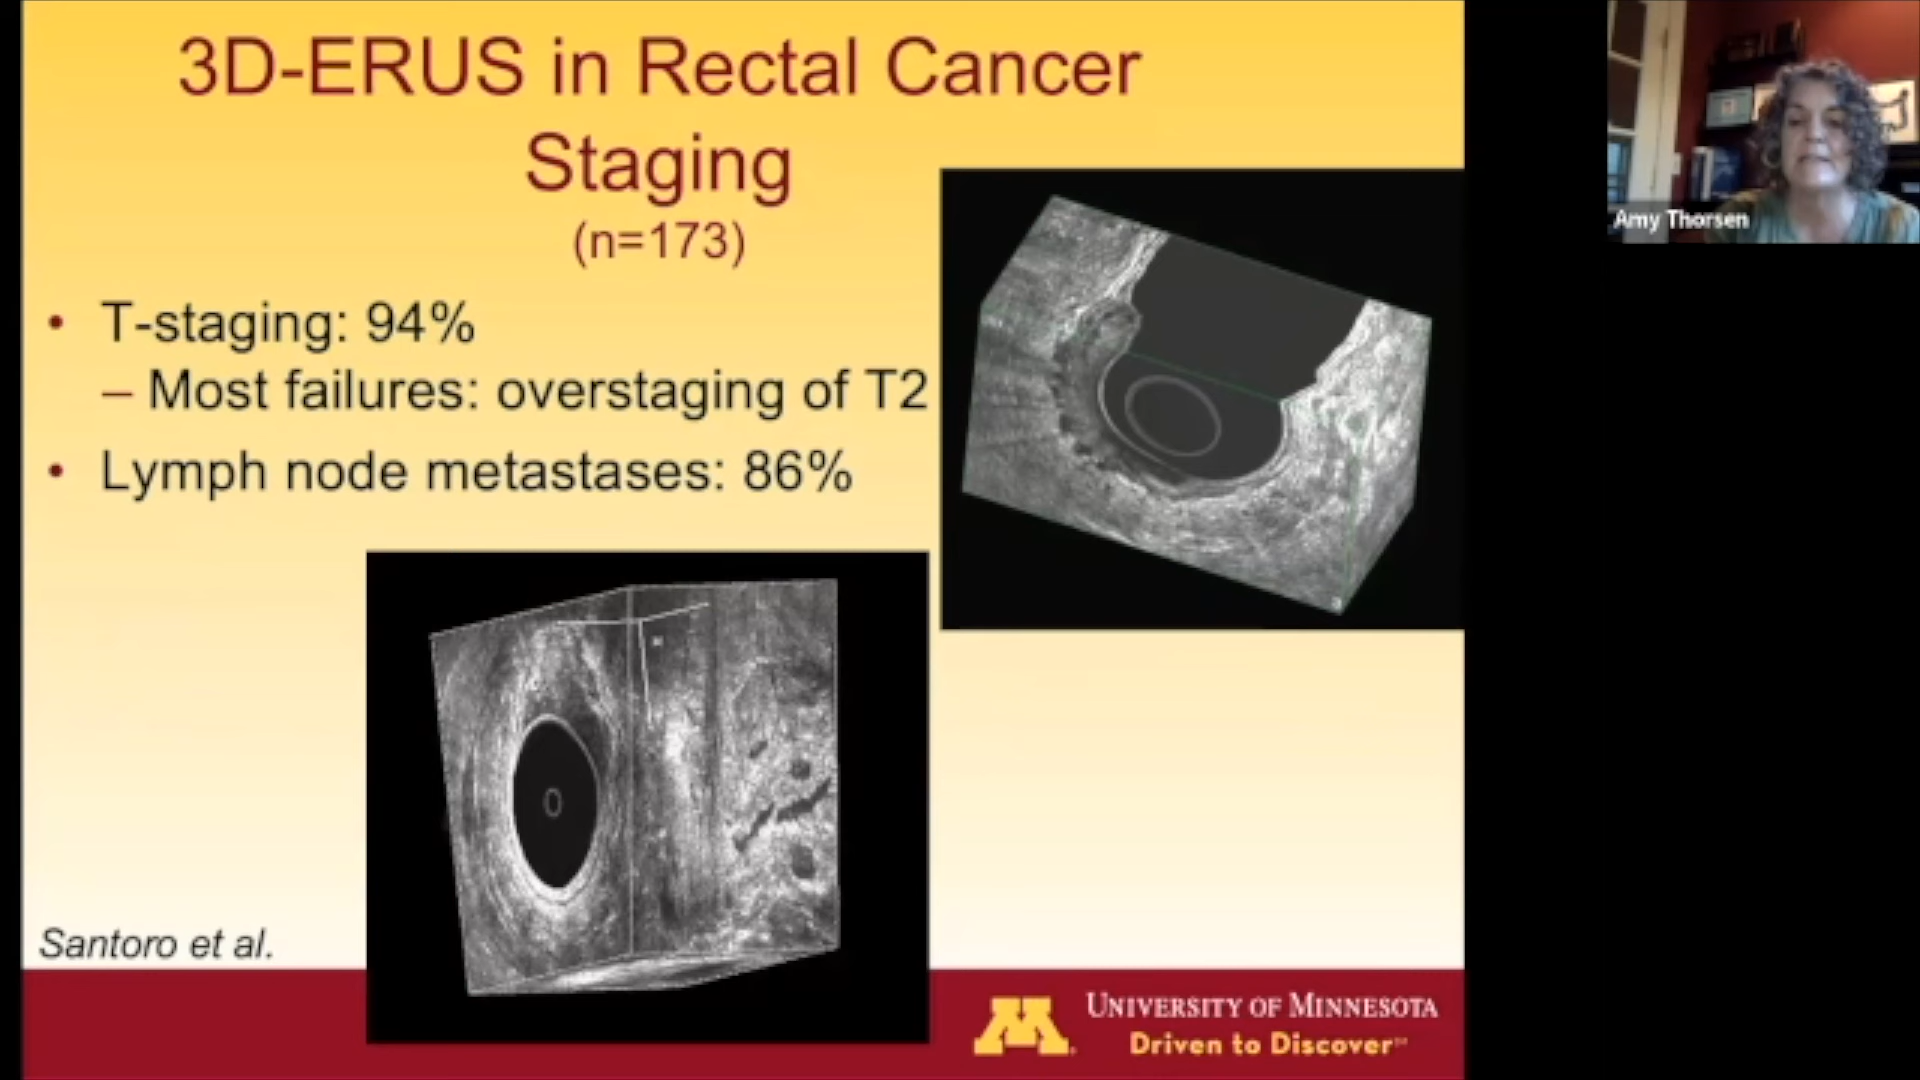 3D-ERUS in Rectal Cancer
Staging
(n=173)
• T-staging: 94%
– Most failures: overstaging of T2
• Lymph node metastases: 86%
Santoro et al.
UNIVERSITY OF MINNESOTA
Driven to Discover
Amy Thorsen